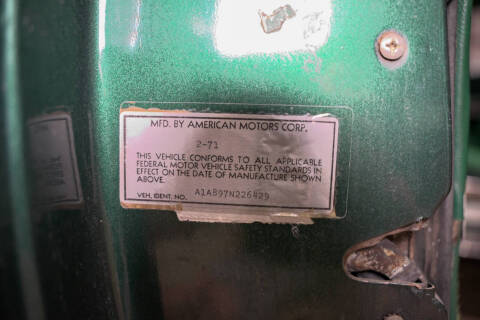 MFD. BY AMERICAN MOTORS CORP.
2-71
THIS VEHICLE CONFORMS TO ALL APPLICABLE
FEDERAL MOTOR VEHICLE SAFETY STANDARDS IN
EFFECT ON THE DATE OF MANUFACTURE SHOWN
ABOVE.
VEH. IDENT. NO. A1A897N226429